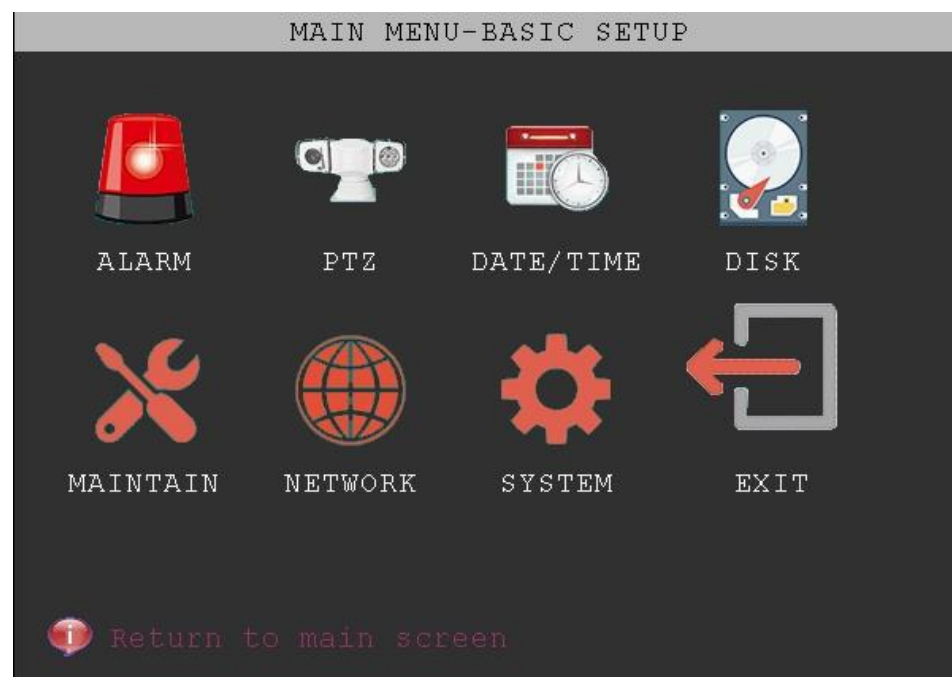 MAIN MENU-BASIC SETUP
ALARM PTZ DATE/TIME DISK
MAINTAIN NETWORK SYSTEM EXIT
i Return to main screen